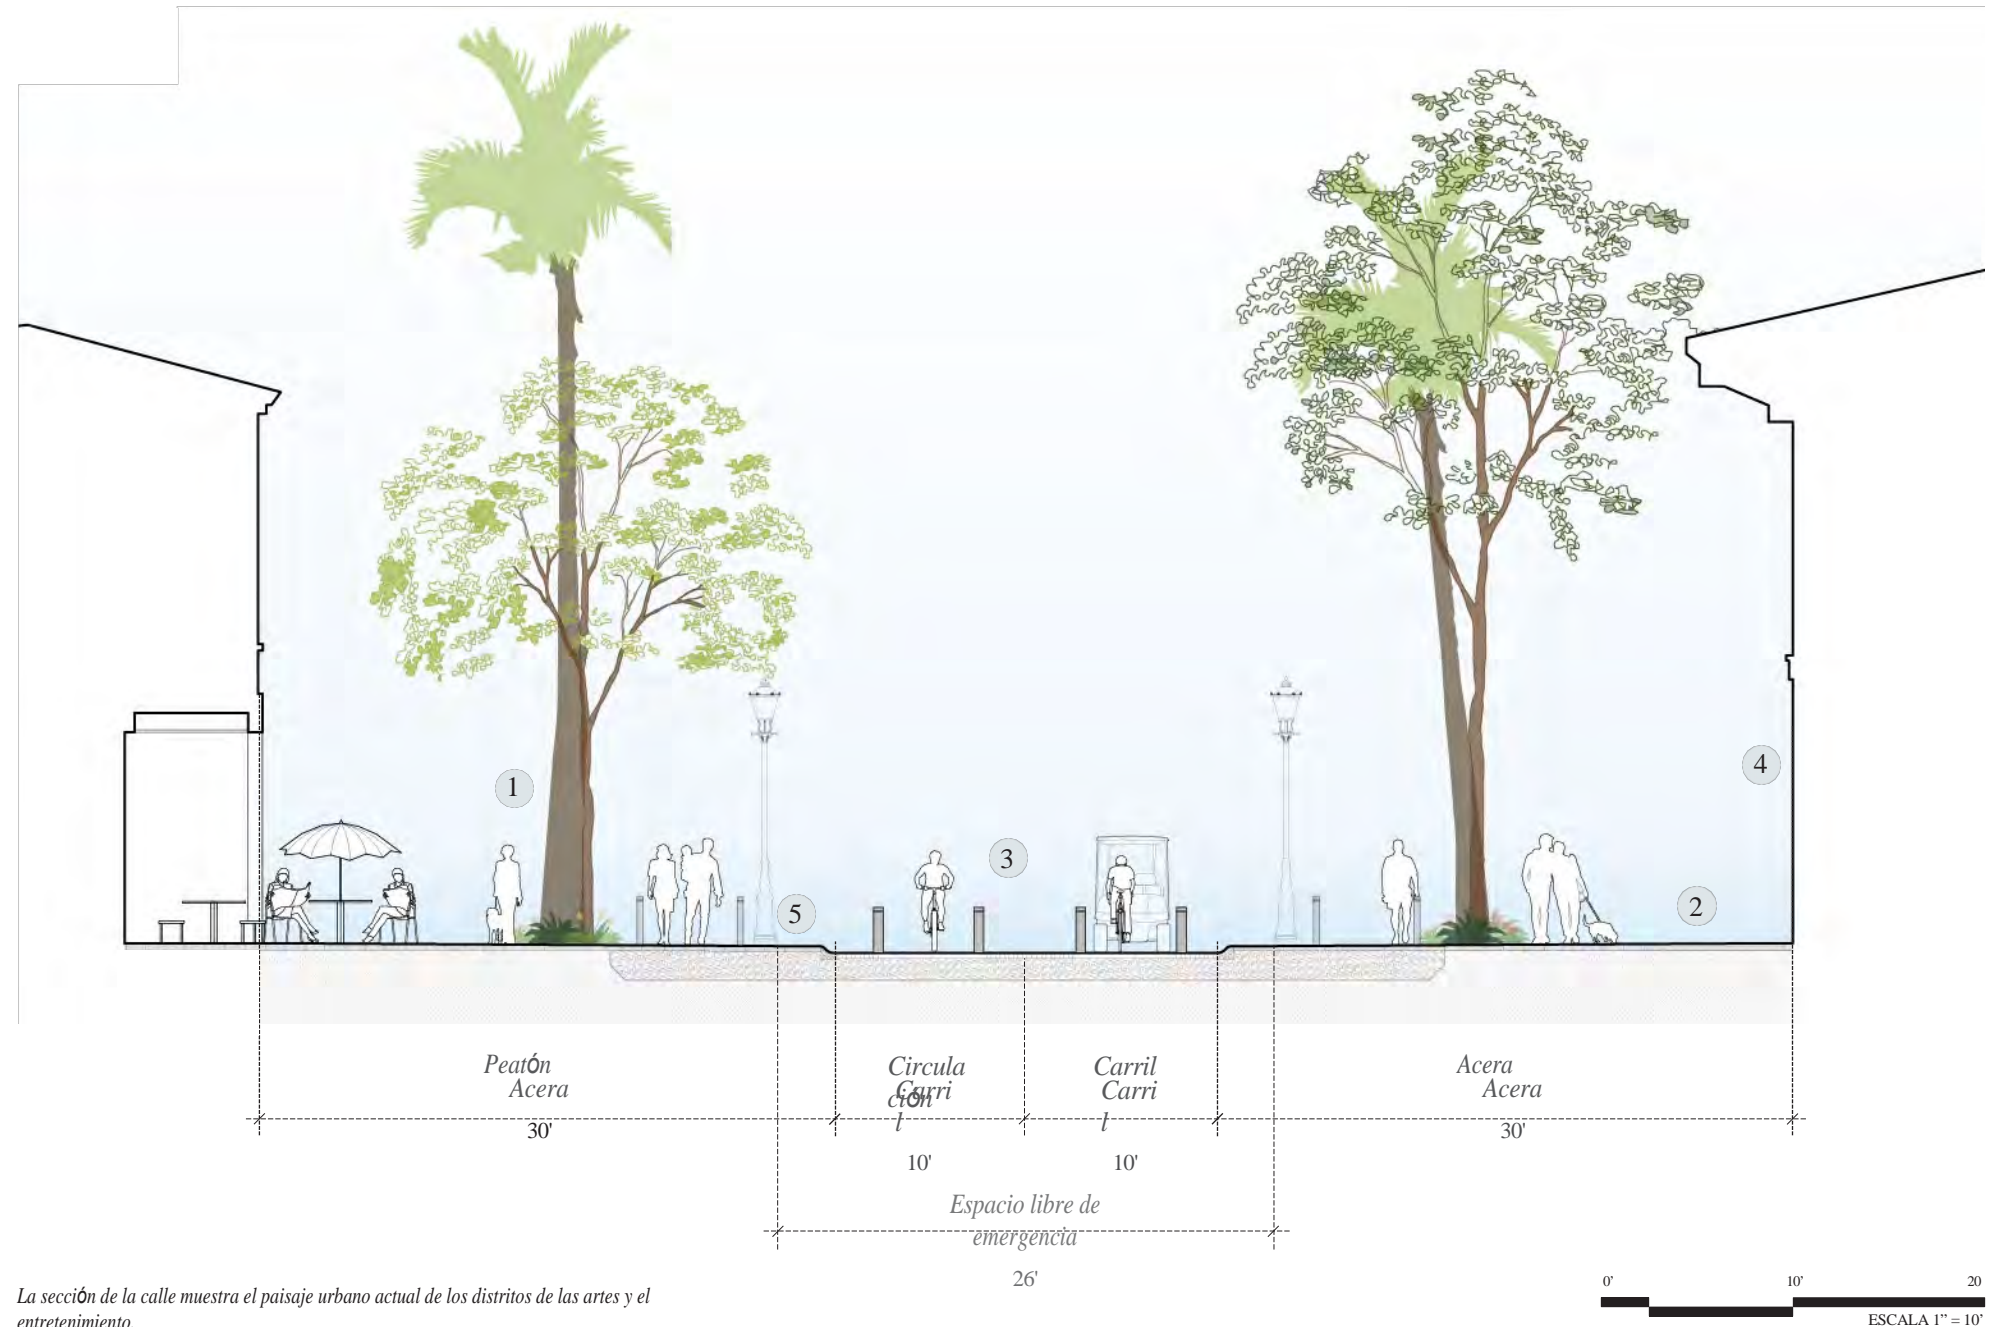 1
4
3
2
5
Peatón
Acera
Circula
ción
Carri
l
Carril
Carri
l
Acera
Acera
30'
10'
10'
30'
Espacio libre de
emergencia
26'
La sección de la calle muestra el paisaje urbano actual de los distritos de las artes y el
entretenimiento.
0'
10'
20
ESCALA 1” = 10’